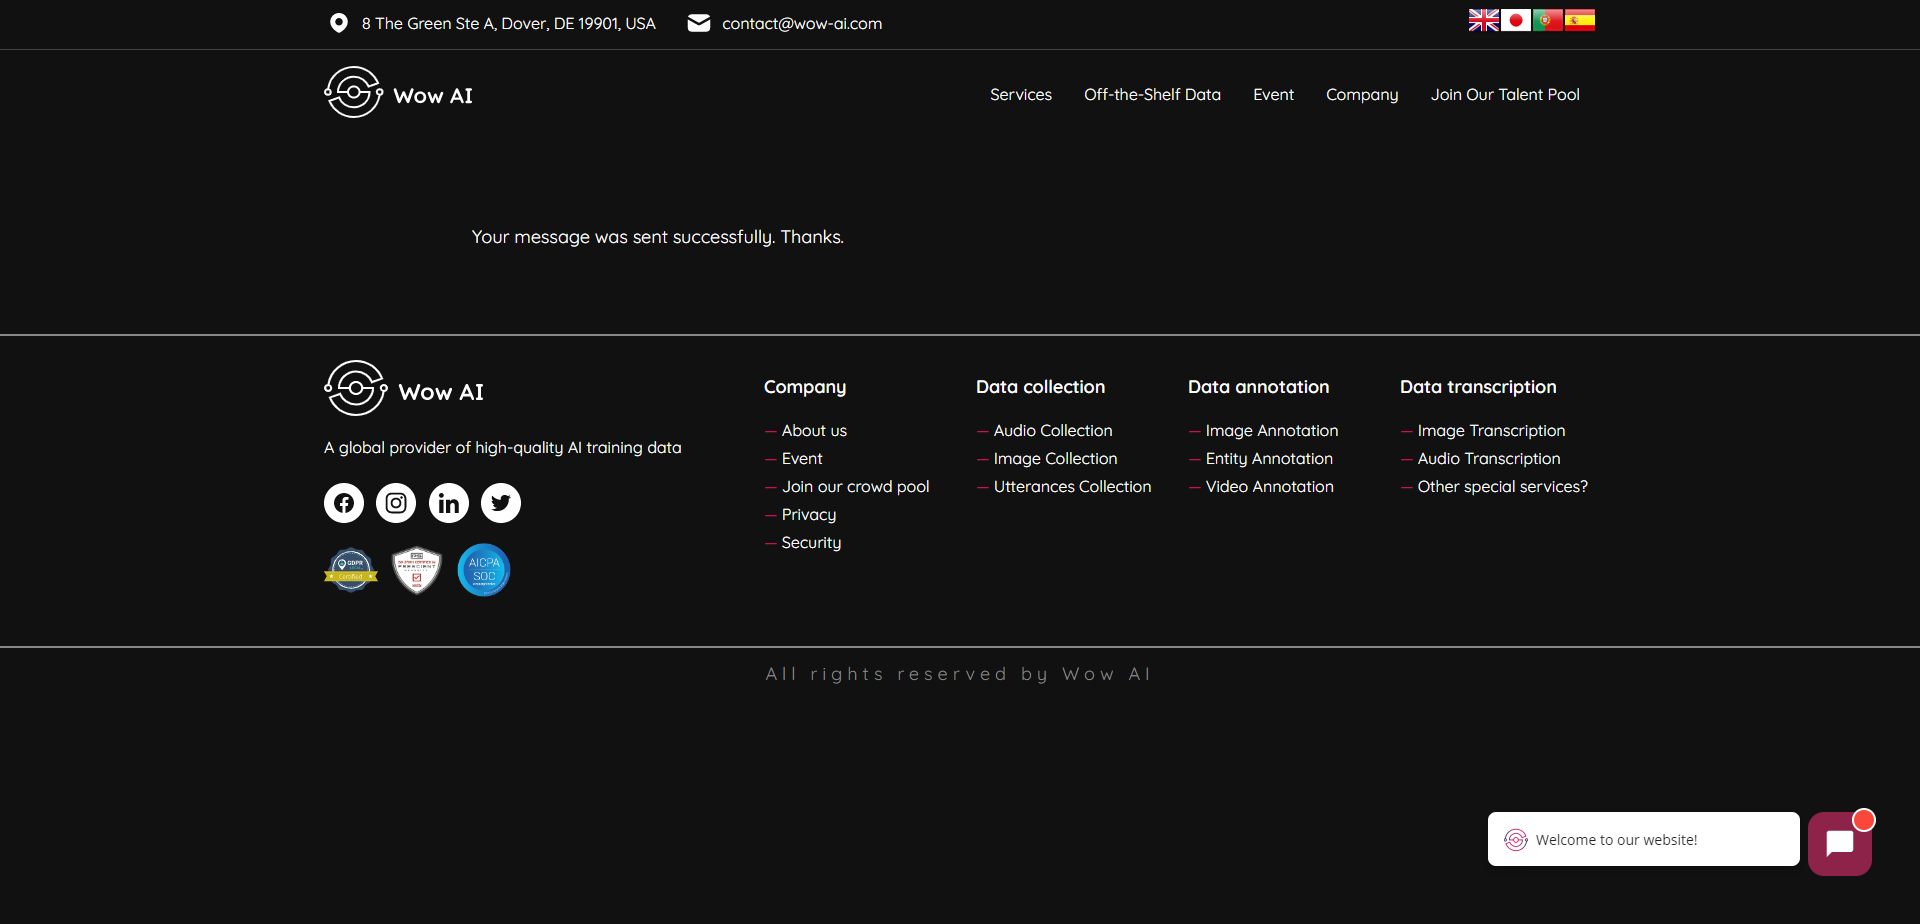 8 The Green Ste A, Dover, DE 19901, USA
contact@wow-ai.com
Wow AI
Services
Off-the-Shelf Data
Event
Company
Join Our Talent Pool
Your message was sent successfully. Thanks.
Wow AI
A global provider of high-quality AI training data
GDPR
Certified
AICPA
SOC
Company
— About us
— Event
— Join our crowd pool
— Privacy
— Security
Data collection
— Audio Collection
— Image Collection
— Utterances Collection
Data annotation
— Image Annotation
— Entity Annotation
— Video Annotation
Data transcription
— Image Transcription
— Audio Transcription
— Other special services?
All rights reserved by Wow AI
Welcome to our website!